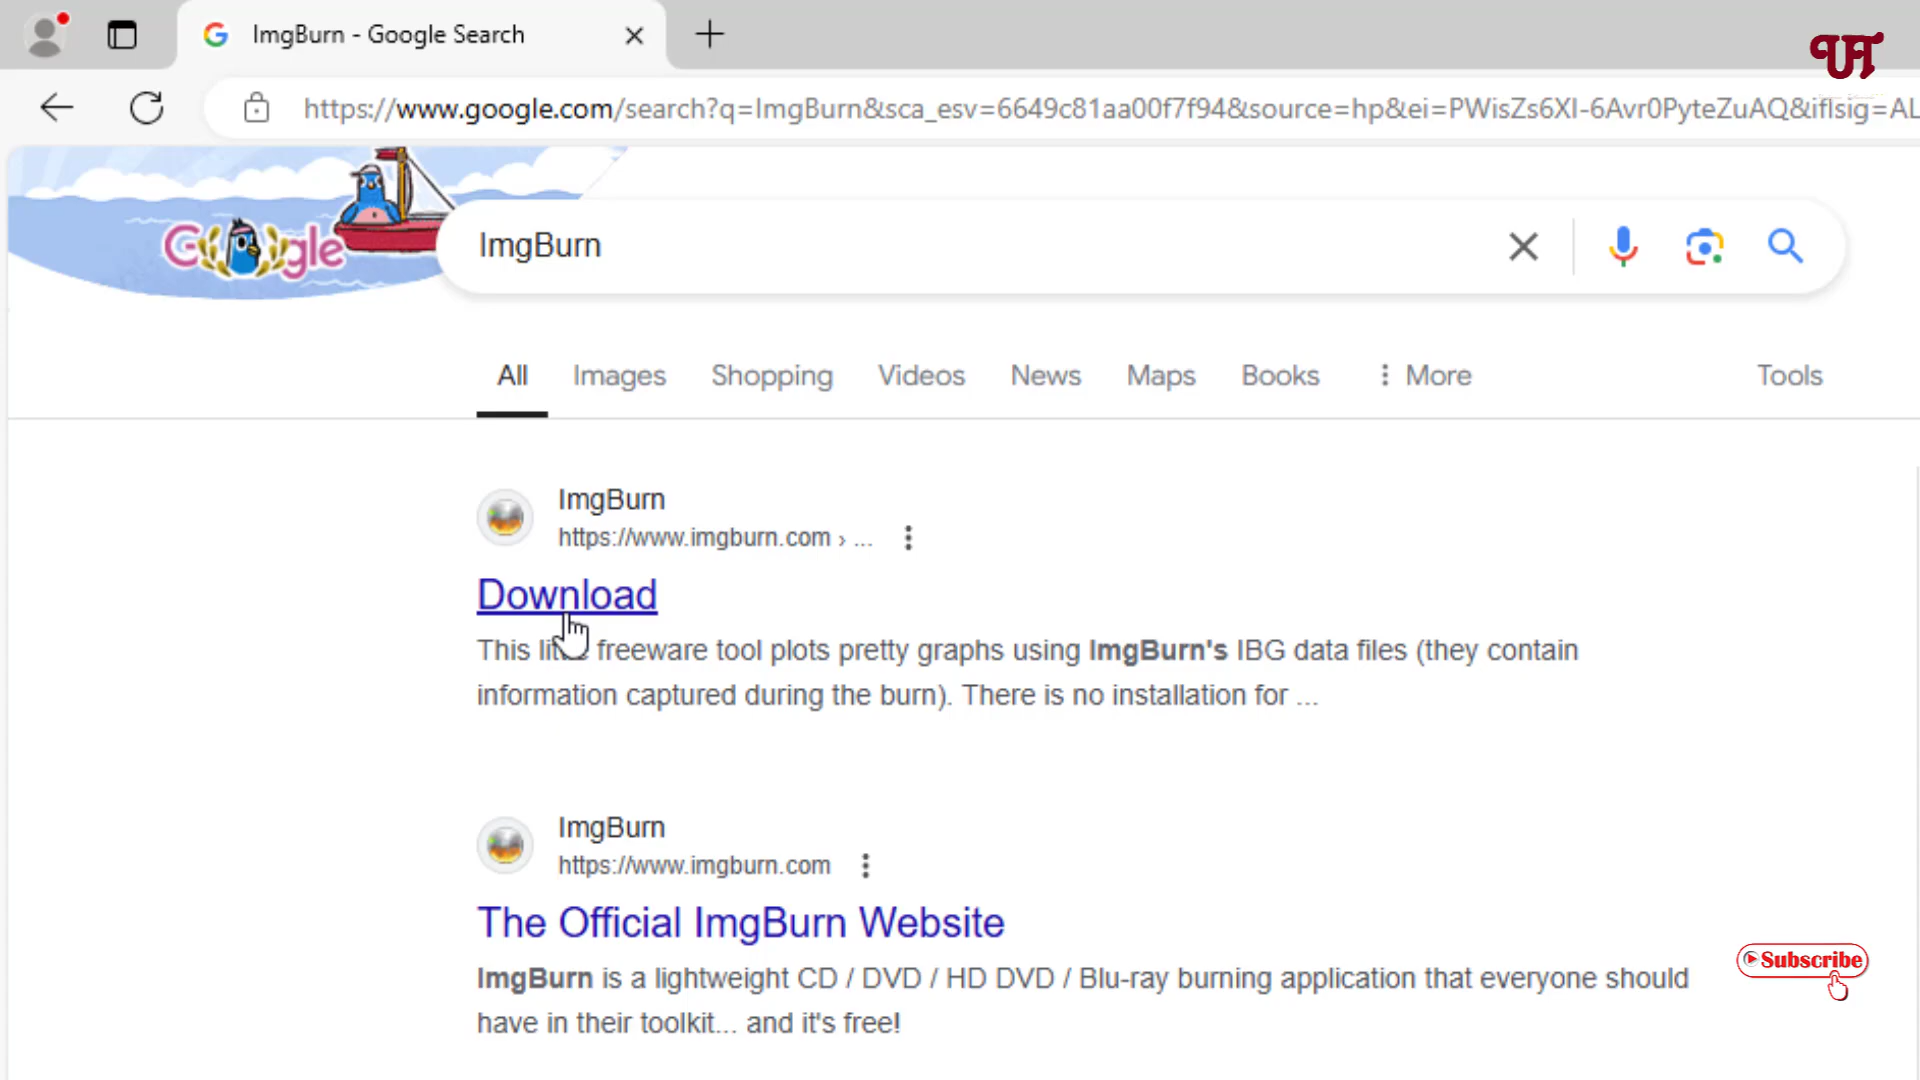 ImgBurn - Google Search
UT
https://www.google.com/search?q=ImgBurn&sca_esv=6649c81aa00f7f94&source=hp&ei=PWisZs6XI-6Avr0PyteZuAQ&iflsig=AL
Google
ImgBurn
All Images Shopping Videos News Maps Books More Tools
ImgBurn
https://www.imgburn.com › ...
Download
This little freeware tool plots pretty graphs using ImgBurn's IBG data files (they contain
information captured during the burn). There is no installation for ...
ImgBurn
https://www.imgburn.com
The Official ImgBurn Website
Subscribe
ImgBurn is a lightweight CD / DVD / HD DVD / Blu-ray burning application that everyone should
have in their toolkit... and it's free!